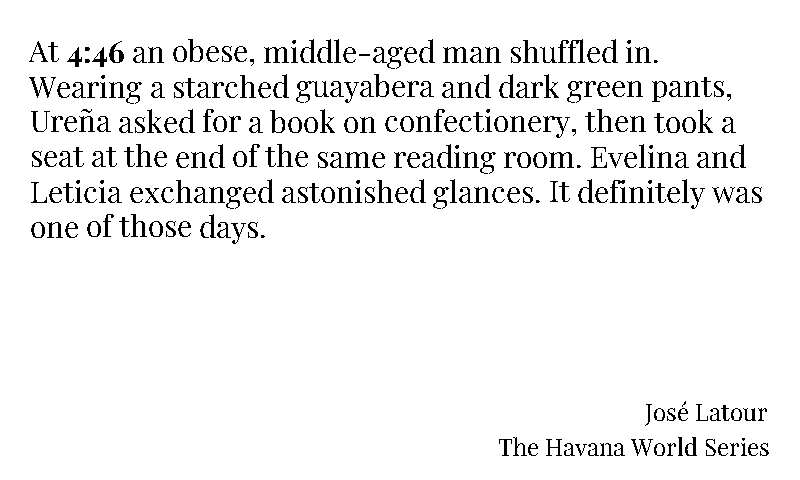 At 4:46 an obese, middle-aged man shuffled in.
Wearing a starched guayabera and dark green pants,
Ureña asked for a book on confectionery, then took a
seat at the end of the same reading room. Evelina and
Leticia exchanged astonished glances. It definitely was
one of those days.
José Latour
The Havana World Series